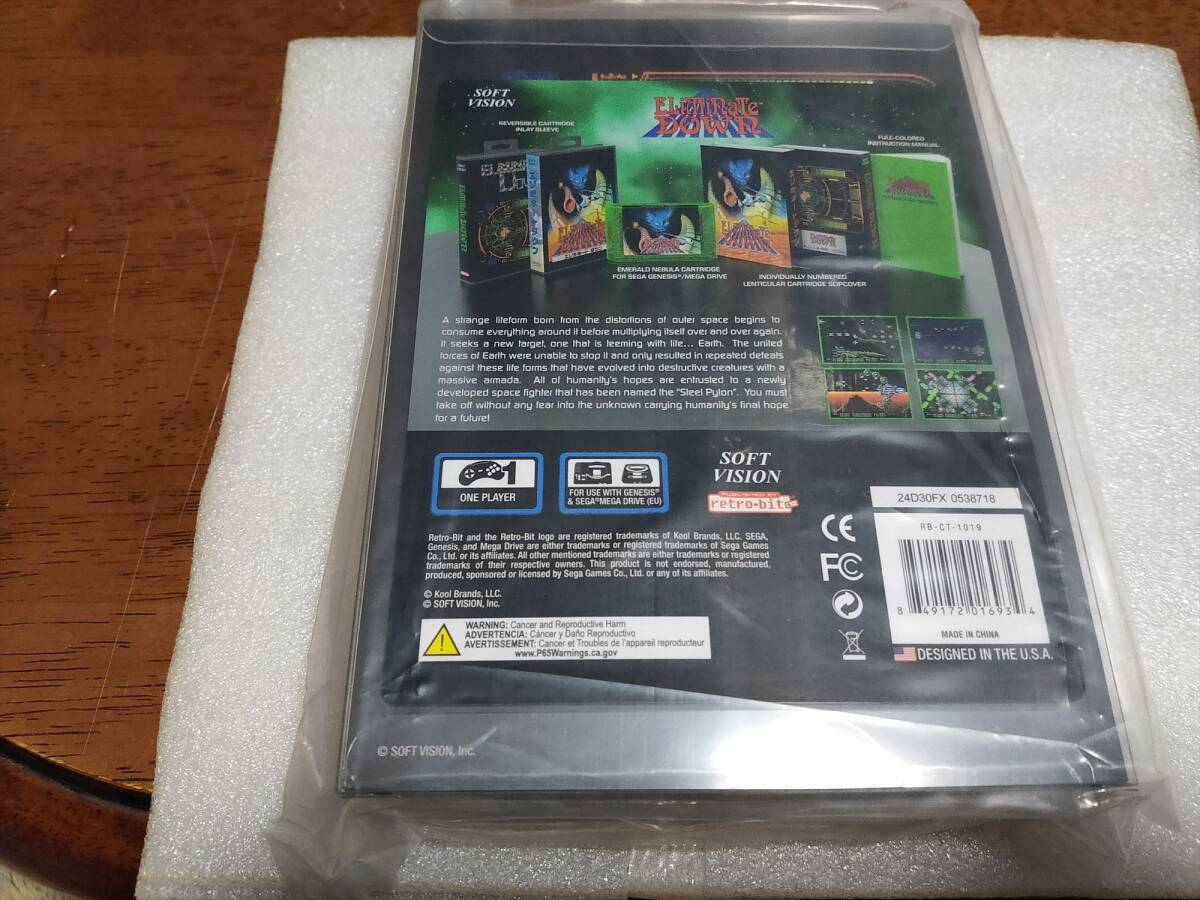 SOFT
VISION
ELIMINATE™
DOWN
REVERSIBLE CARTRIDGE
INLAY SLEEVE
FULL-COLORED
INSTRUCTION MANUAL
EMERALD NEBULA CARTRIDGE
FOR SEGA GENESIS®/MEGA DRIVE
INDIVIDUALLY NUMBERED
LENTICULAR CARTRIDGE SLIPCOVER
A strange lifeform born from the distortions of outer space begins to
consume everything around it before multiplying itself over and over again.
It seeks a new target, one that is teeming with life... Earth. The united
forces of Earth were unable to stop it and only resulted in repeated defeats
against these life forms that have evolved into destructive creatures with a
massive armada. All of humanity's hopes are entrusted to a newly
developed space fighter that has been named the "Steel Pylon". You must
take off without any fear into the unknown carrying humanity's final hope
for a future!
ONE PLAYER
FOR USE WITH GENESIS®
& SEGA®MEGA DRIVE (EU)
SOFT
VISION
PUBLISHED BY
retro-bit®
24D30FX 0538718
RB-CT-1019
8 49172 01693 4
MADE IN CHINA
DESIGNED IN THE U.S.A.
CE
FC
Retro-Bit and the Retro-Bit logo are registered trademarks of Kool Brands, LLC. SEGA,
Genesis, and Mega Drive are either trademarks or registered trademarks of Sega Games
Co., Ltd. or its affiliates. All other mentioned trademarks are either trademarks or registered
trademarks of their respective owners. This product is not endorsed, manufactured,
produced, sponsored or licensed by Sega Games Co., Ltd. or any of its affiliates.
© Kool Brands, LLC.
© SOFT VISION, Inc.
WARNING: Cancer and Reproductive Harm
ADVERTENCIA: Cáncer y Daño Reproductivo
AVERTISSEMENT: Cancer et Troubles de l'appareil reproducteur
www.P65Warnings.ca.gov
© SOFT VISION, Inc.